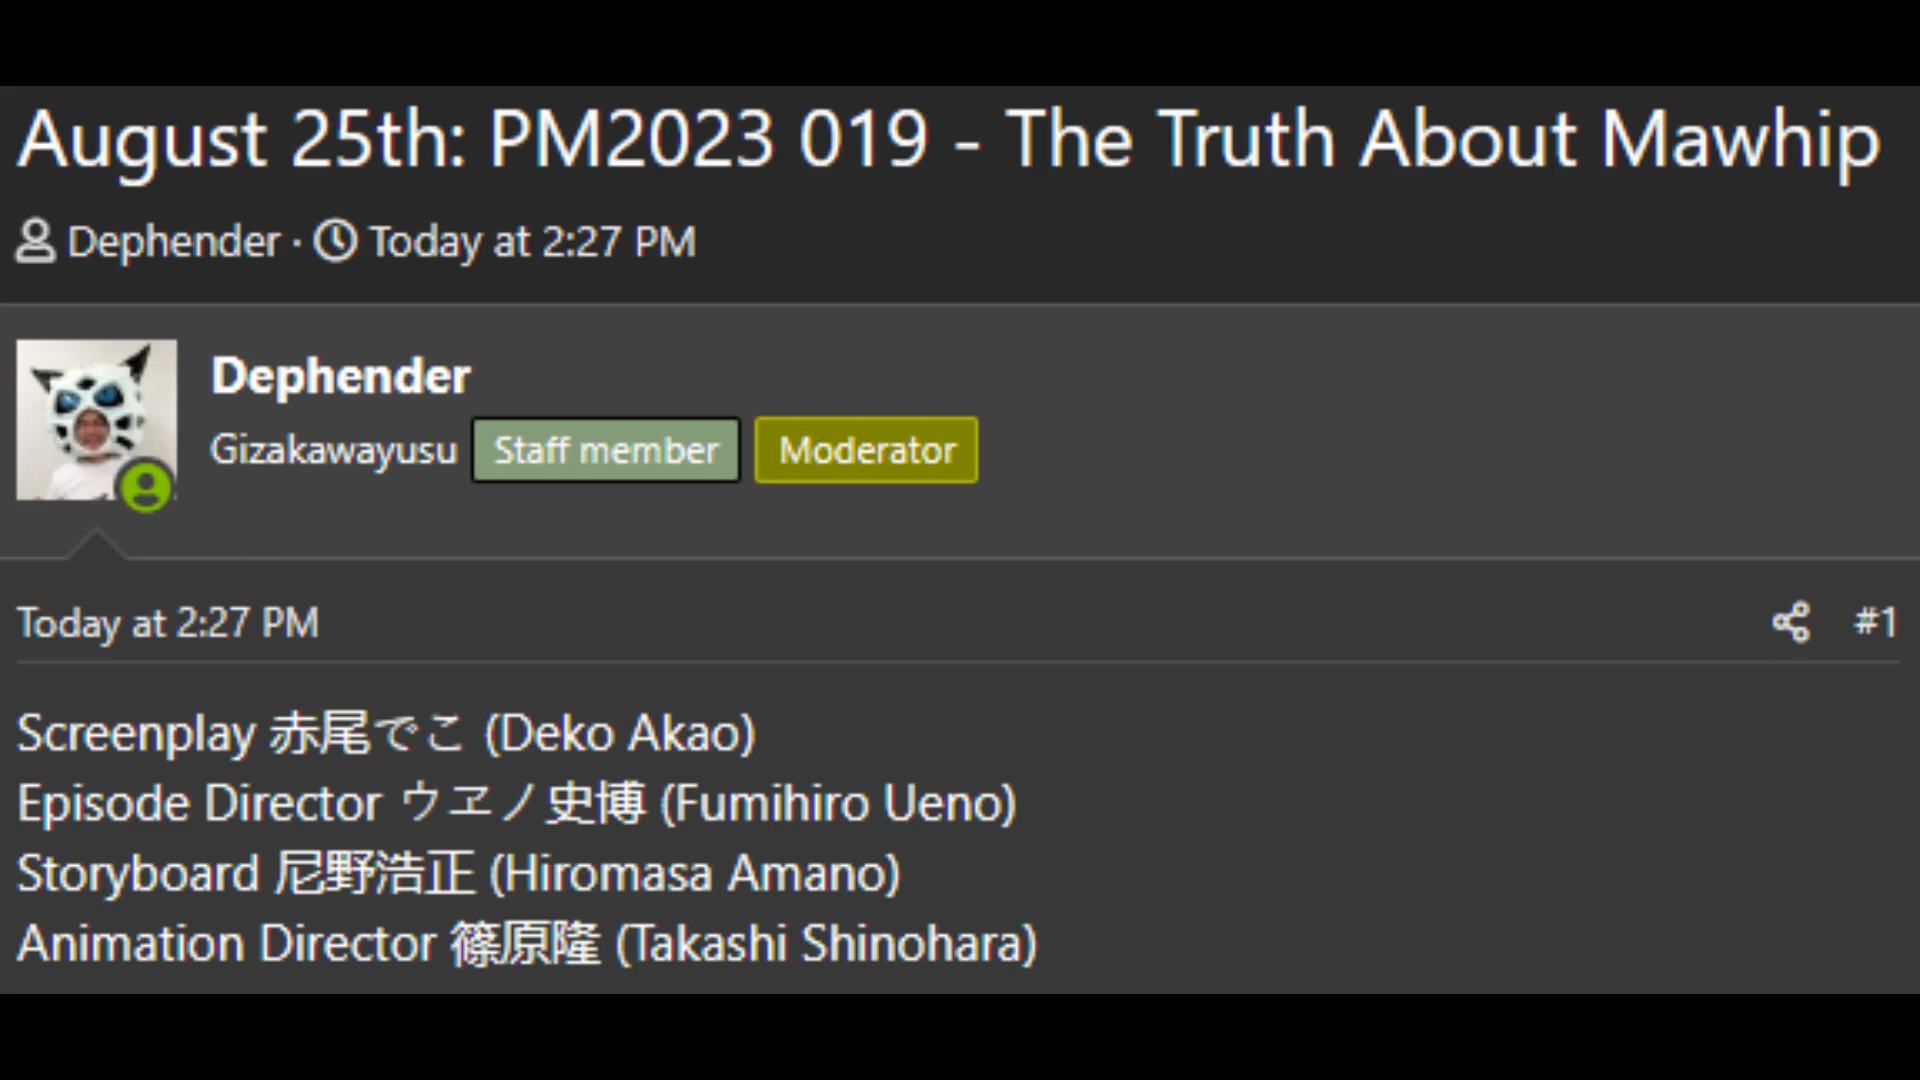 August 25th: PM2023 019 - The Truth About Mawhip
Dephender · Today at 2:27 PM
Dephender
Gizakawayusu Staff member Moderator
Today at 2:27 PM #1
Screenplay 赤尾でこ (Deko Akao)
Episode Director ウヱノ史博 (Fumihiro Ueno)
Storyboard 尼野浩正 (Hiromasa Amano)
Animation Director 篠原隆 (Takashi Shinohara)